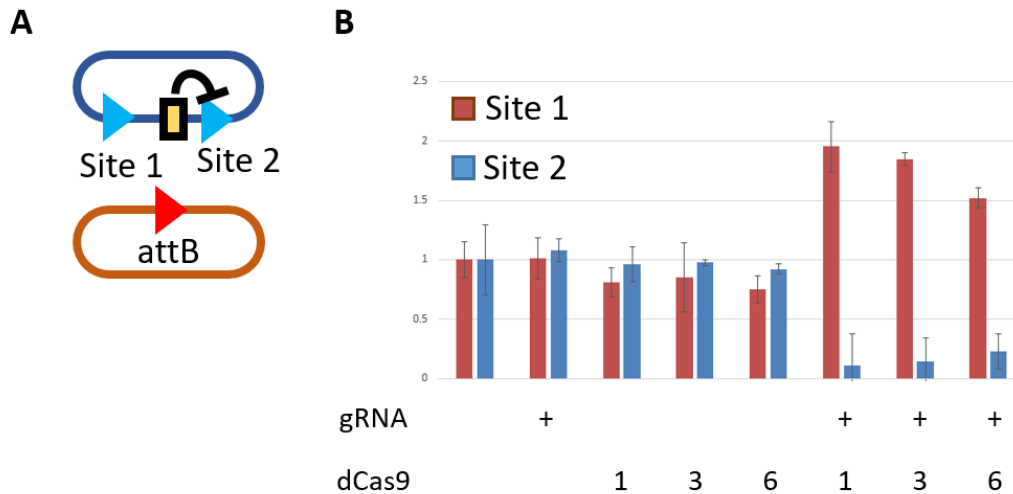 A
B
Site 1
Site 2
attB
2.5
2
1.5
1
0.5
0
Site 1
Site 2
gRNA + + + +
dCas9 1 3 6 1 3 6